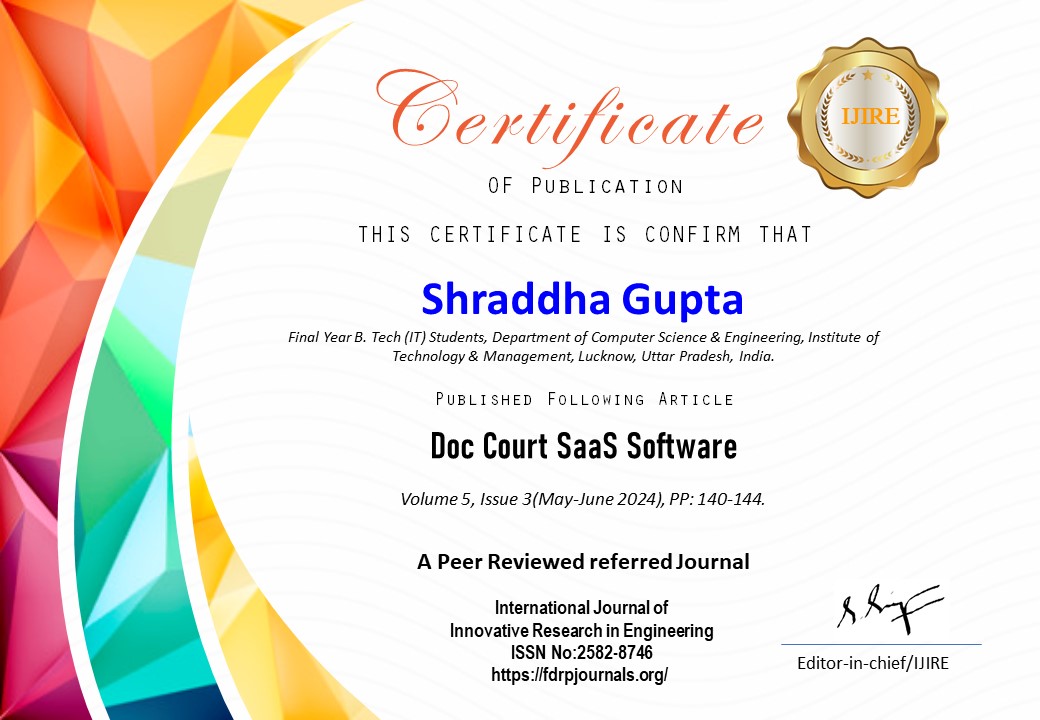 Certificate
IJIRE
OF Publication
THIS CERTIFICATE IS CONFIRM THAT
Shraddha Gupta
Final Year B. Tech (IT) Students, Department of Computer Science & Engineering, Institute of
Technology & Management, Lucknow, Uttar Pradesh, India.
Published Following Article
Doc Court SaaS Software
Volume 5, Issue 3(May-June 2024), PP: 140-144.
A Peer Reviewed referred Journal
International Journal of
Innovative Research in Engineering
ISSN No:2582-8746
https://fdrpjournals.org/
Editor-in-chief/IJIRE